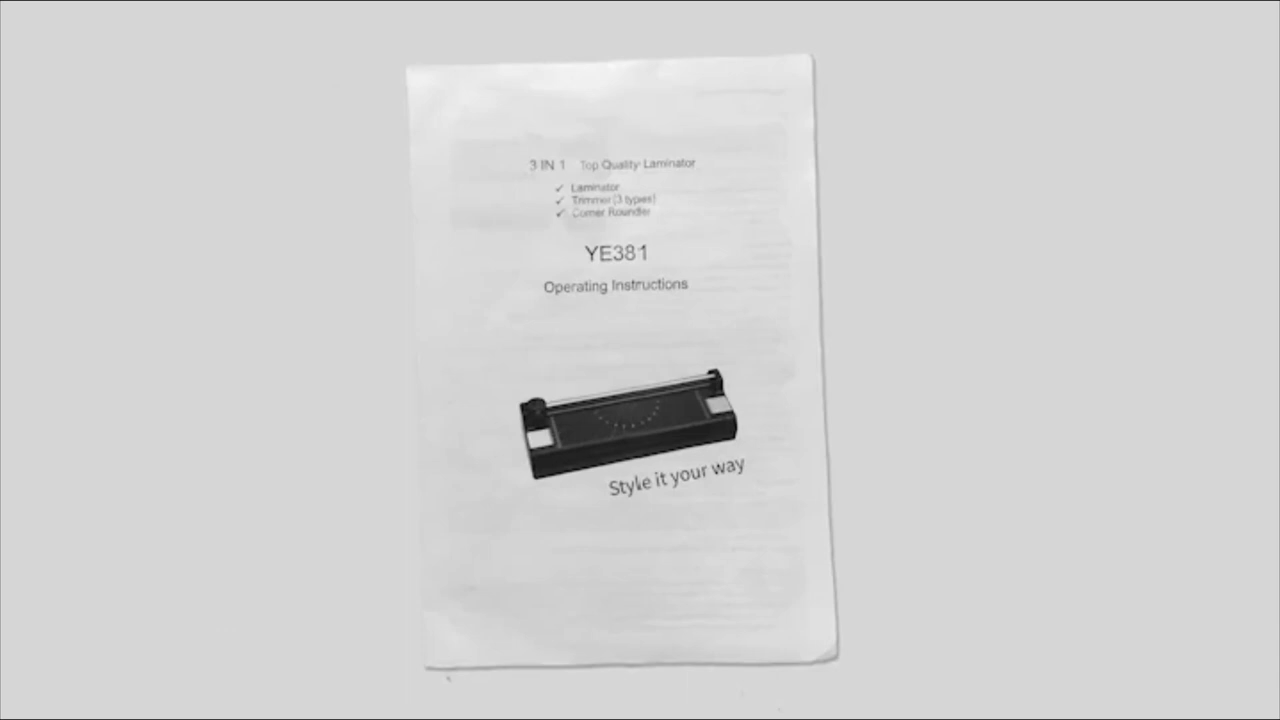 3 IN 1 Top Quality Laminator
✓ Laminator
✓ Trimmer (3 types)
✓ Corner Rounder
YE381
Operating Instructions
Style it your way